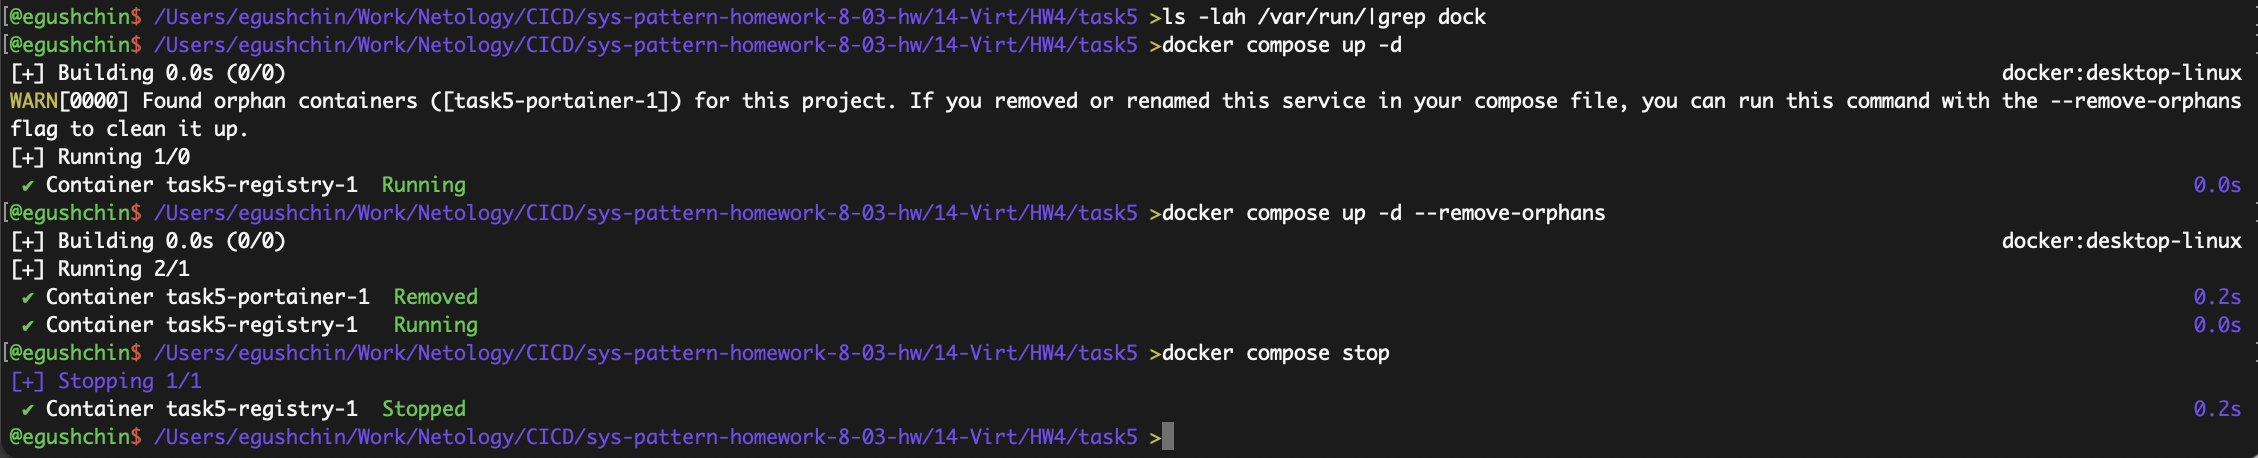 @egushchin$ /Users/egushchin/Work/Netology/CICD/sys-pattern-homework-8-03-hw/14-Virt/HW4/task5 >ls -lah /var/run/|grep dock
[@egushchin$ /Users/egushchin/Work/Netology/CICD/sys-pattern-homework-8-03-hw/14-Virt/HW4/task5 >docker compose up -d
[+] Building 0.0s (0/0) docker:desktop-linux
WARN[0000] Found orphan containers ([task5-portainer-1]) for this project. If you removed or renamed this service in your compose file, you can run this command with the --remove-orphans
flag to clean it up.
[+] Running 1/0
✔ Container task5-registry-1 Running 0.0s
[@egushchin$ /Users/egushchin/Work/Netology/CICD/sys-pattern-homework-8-03-hw/14-Virt/HW4/task5 >docker compose up -d --remove-orphans
[+] Building 0.0s (0/0) docker:desktop-linux
[+] Running 2/1
✔ Container task5-portainer-1 Removed 0.2s
✔ Container task5-registry-1 Running 0.0s
[@egushchin$ /Users/egushchin/Work/Netology/CICD/sys-pattern-homework-8-03-hw/14-Virt/HW4/task5 >docker compose stop
[+] Stopping 1/1
✔ Container task5-registry-1 Stopped 0.2s
@egushchin$ /Users/egushchin/Work/Netology/CICD/sys-pattern-homework-8-03-hw/14-Virt/HW4/task5 >